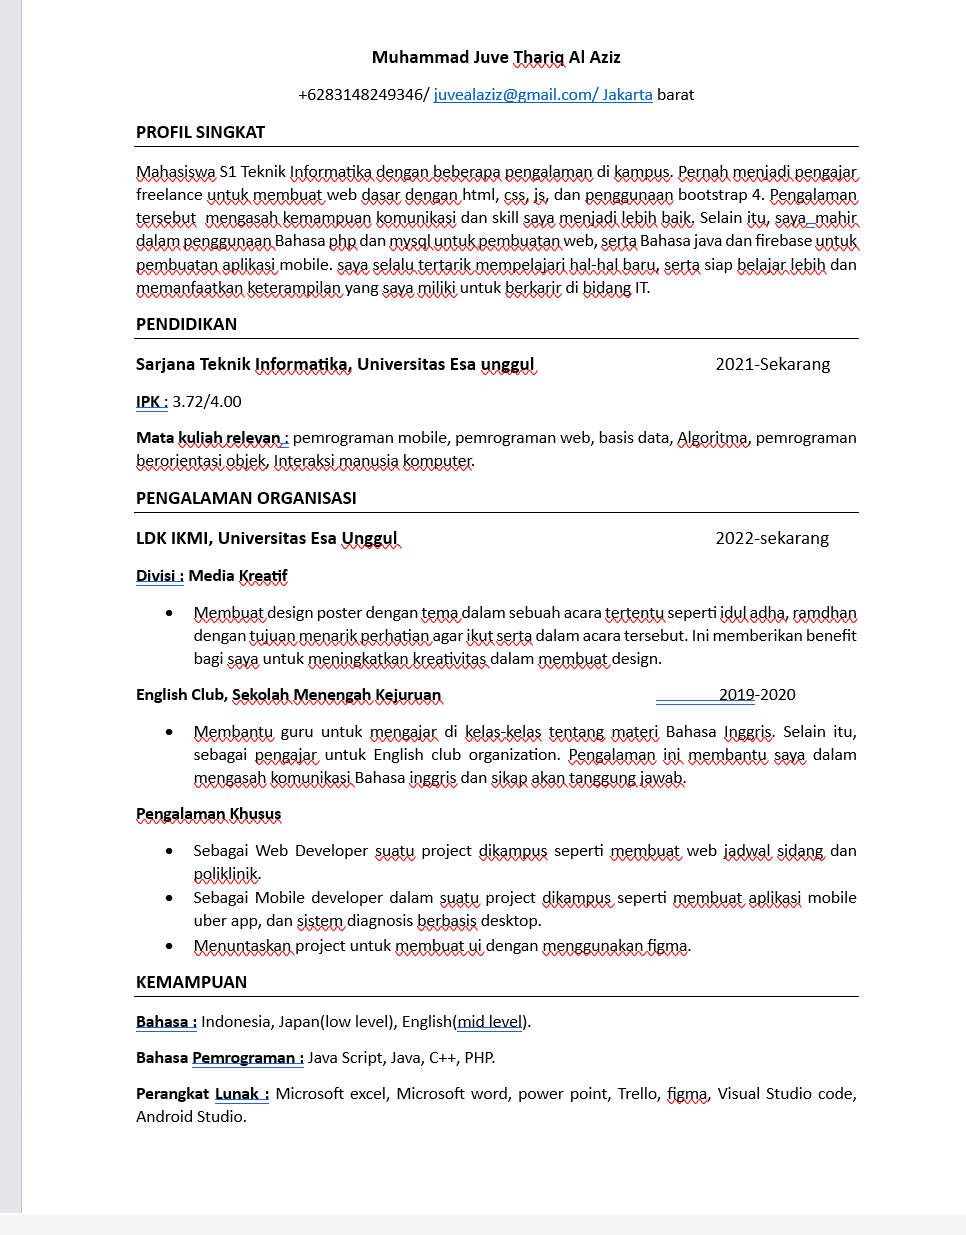 Muhammad Juve Thariq Al Aziz
+6283148249346/ juvealaziz@gmail.com/ Jakarta barat
PROFIL SINGKAT
Mahasiswa S1 Teknik Informatika dengan beberapa pengalaman di kampus. Pernah menjadi pengajar
freelance untuk membuat web dasar dengan html, css, js, dan penggunaan bootstrap 4. Pengalaman
tersebut mengasah kemampuan komunikasi dan skill saya menjadi lebih baik. Selain itu, saya mahir
dalam penggunaan Bahasa php dan mysql untuk pembuatan web, serta Bahasa java dan firebase untuk
pembuatan aplikasi mobile. saya selalu tertarik mempelajari hal-hal baru, serta siap belajar lebih dan
memanfaatkan keterampilan yang saya miliki untuk berkarir di bidang IT.
PENDIDIKAN
Sarjana Teknik Informatika, Universitas Esa unggul 2021-Sekarang
IPK : 3.72/4.00
Mata kuliah relevan : pemrograman mobile, pemrograman web, basis data, Algoritma, pemrograman
berorientasi objek, Interaksi manusia komputer.
PENGALAMAN ORGANISASI
LDK IKMI, Universitas Esa Unggul 2022-sekarang
Divisi : Media Kreatif
• Membuat design poster dengan tema dalam sebuah acara tertentu seperti idul adha, ramdhan
dengan tujuan menarik perhatian agar ikut serta dalam acara tersebut. Ini memberikan benefit
bagi saya untuk meningkatkan kreativitas dalam membuat design.
English Club, Sekolah Menengah Kejuruan 2019-2020
• Membantu guru untuk mengajar di kelas-kelas tentang materi Bahasa Inggris. Selain itu,
sebagai pengajar untuk English club organization. Pengalaman ini membantu saya dalam
mengasah komunikasi Bahasa inggris dan sikap akan tanggung jawab.
Pengalaman Khusus
• Sebagai Web Developer suatu project dikampus seperti membuat web jadwal sidang dan
poliklinik.
• Sebagai Mobile developer dalam suatu project dikampus seperti membuat aplikasi mobile
uber app, dan sistem diagnosis berbasis desktop.
• Menuntaskan project untuk membuat ui dengan menggunakan figma.
KEMAMPUAN
Bahasa : Indonesia, Japan(low level), English(mid level).
Bahasa Pemrograman : Java Script, Java, C++, PHP.
Perangkat Lunak : Microsoft excel, Microsoft word, power point, Trello, figma, Visual Studio code,
Android Studio.